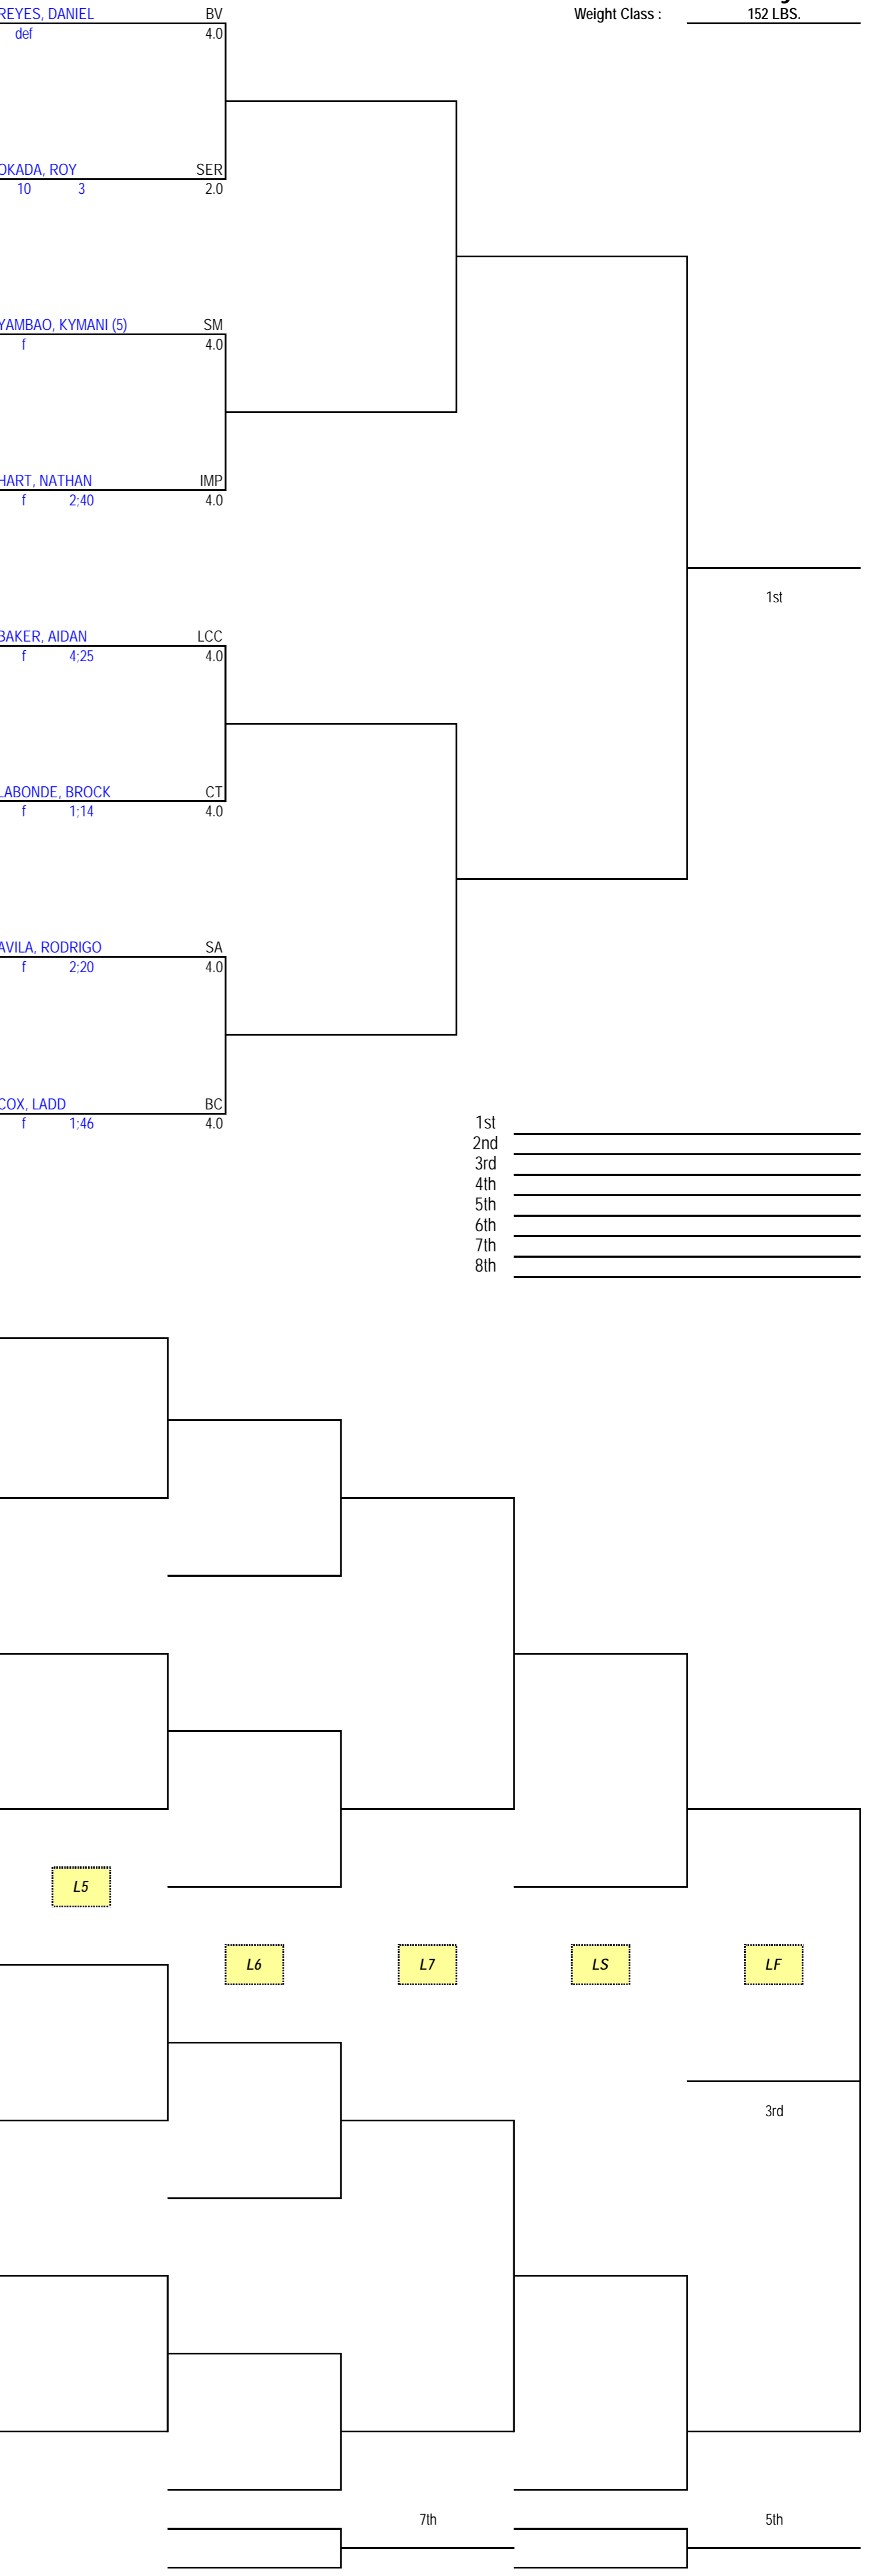 REYES, DANIEL BV Weight Class : 152 LBS.
def 4.0
OKADA, ROY SER
10 3 2.0
YAMBAO, KYMANI (5) SM
f 4.0
HART, NATHAN IMP
f 2;40 4.0
1st
BAKER, AIDAN LCC
f 4;25 4.0
LABONDE, BROCK CT
f 1;14 4.0
AVILA, RODRIGO SA
f 2;20 4.0
COX, LADD BC
f 1;46 4.0
1st
2nd
3rd
4th
5th
6th
7th
8th
L5
L6 L7 LS LF
3rd
7th 5th